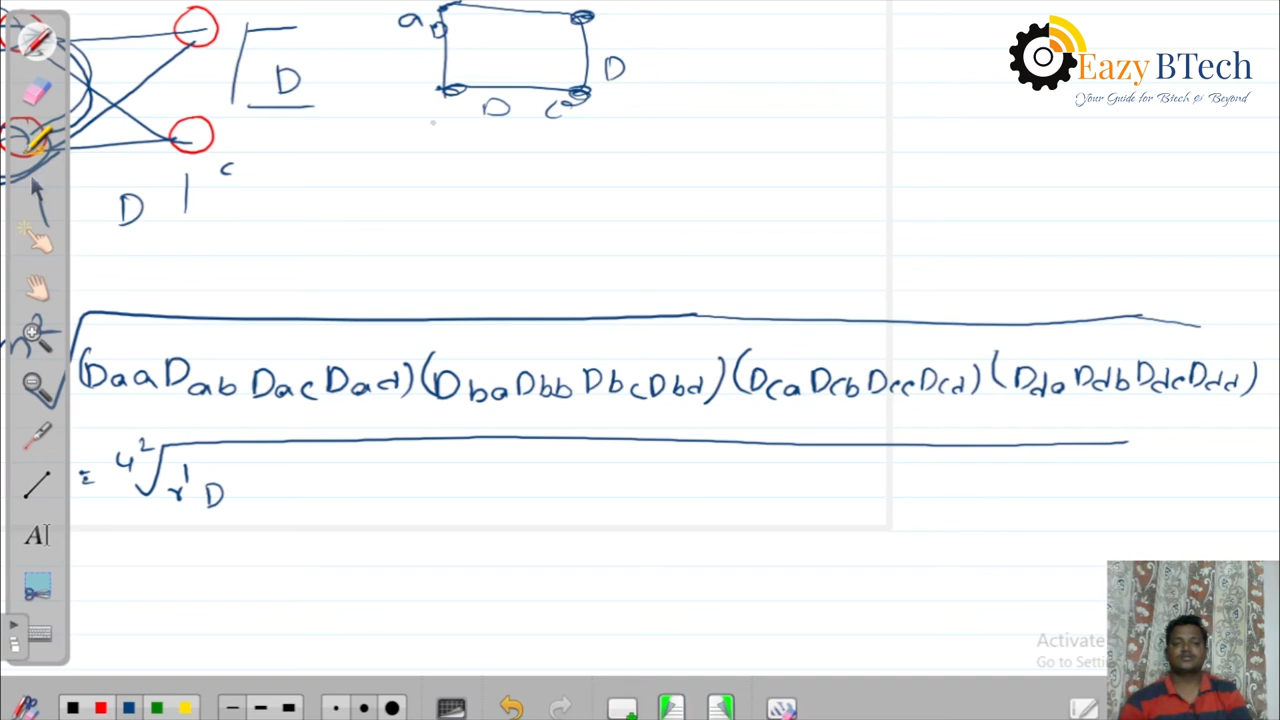 Eazy BTech
Your Guide for Btech & Beyond
a
D
D
D
D
c
c
D
√(Daa Dab Dac Dad)(Dba Dbb Dbc Dbd)(Dca Dcb Dcc Dcd)(Dda Ddb Ddc Ddd)
= 4² √r' D
A
Activate
Go to Setti